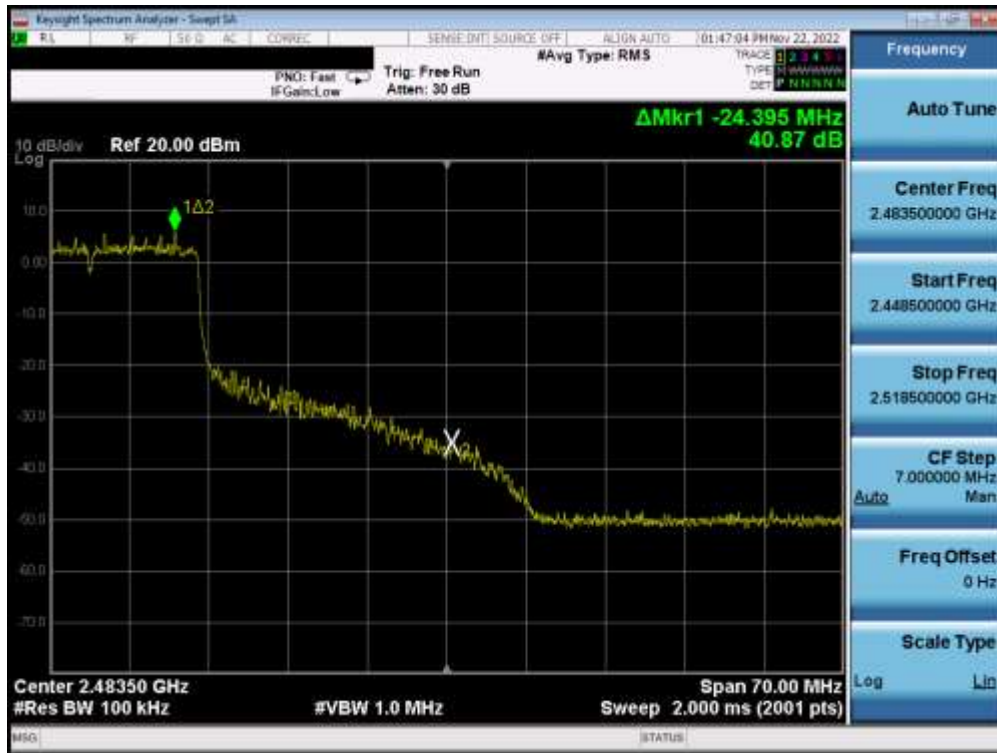 Keysight Spectrum Analyzer - Swept SA
RL RF 50 Ω AC CORREC SENSE:INT SOURCE OFF ALIGN AUTO 01:47:04 PM Nov 22, 2022
#Avg Type: RMS
TRACE 1 2 3 4 5 6
PNO: Fast Trig: Free Run
TYPE
IFGain:Low Atten: 30 dB
DET P N N N N N
ΔMkr1 -24.395 MHz
40.87 dB
10 dB/div Ref 20.00 dBm
Log
1Δ2
10.0
0.00
-10.0
-20.0
-30.0
-40.0
-50.0
-60.0
-70.0
Center 2.48350 GHz Span 70.00 MHz
#Res BW 100 kHz #VBW 1.0 MHz Sweep 2.000 ms (2001 pts)
MSG STATUS
Frequency
Auto Tune
Center Freq
2.483500000 GHz
Start Freq
2.448500000 GHz
Stop Freq
2.518500000 GHz
CF Step
7.000000 MHz
Auto Man
Freq Offset
0 Hz
Scale Type
Log Lin